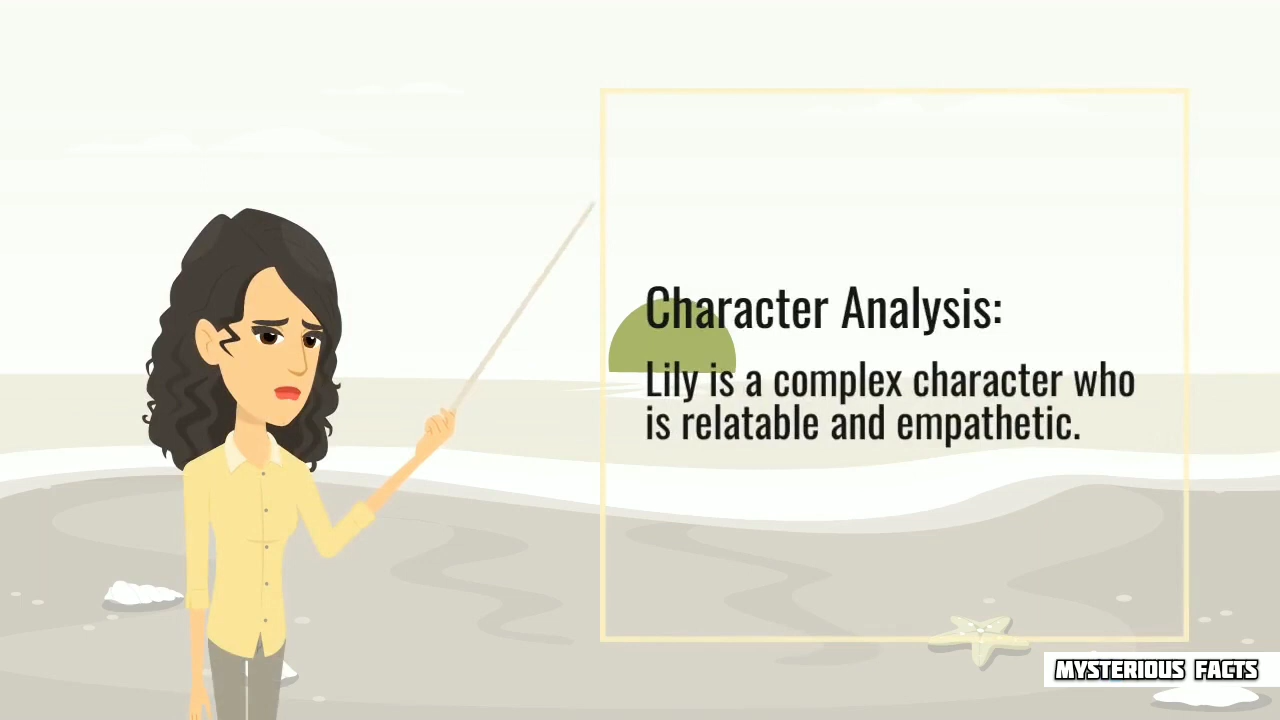 Character Analysis:
Lily is a complex character who
is relatable and empathetic.
MYSTERIOUS FACTS